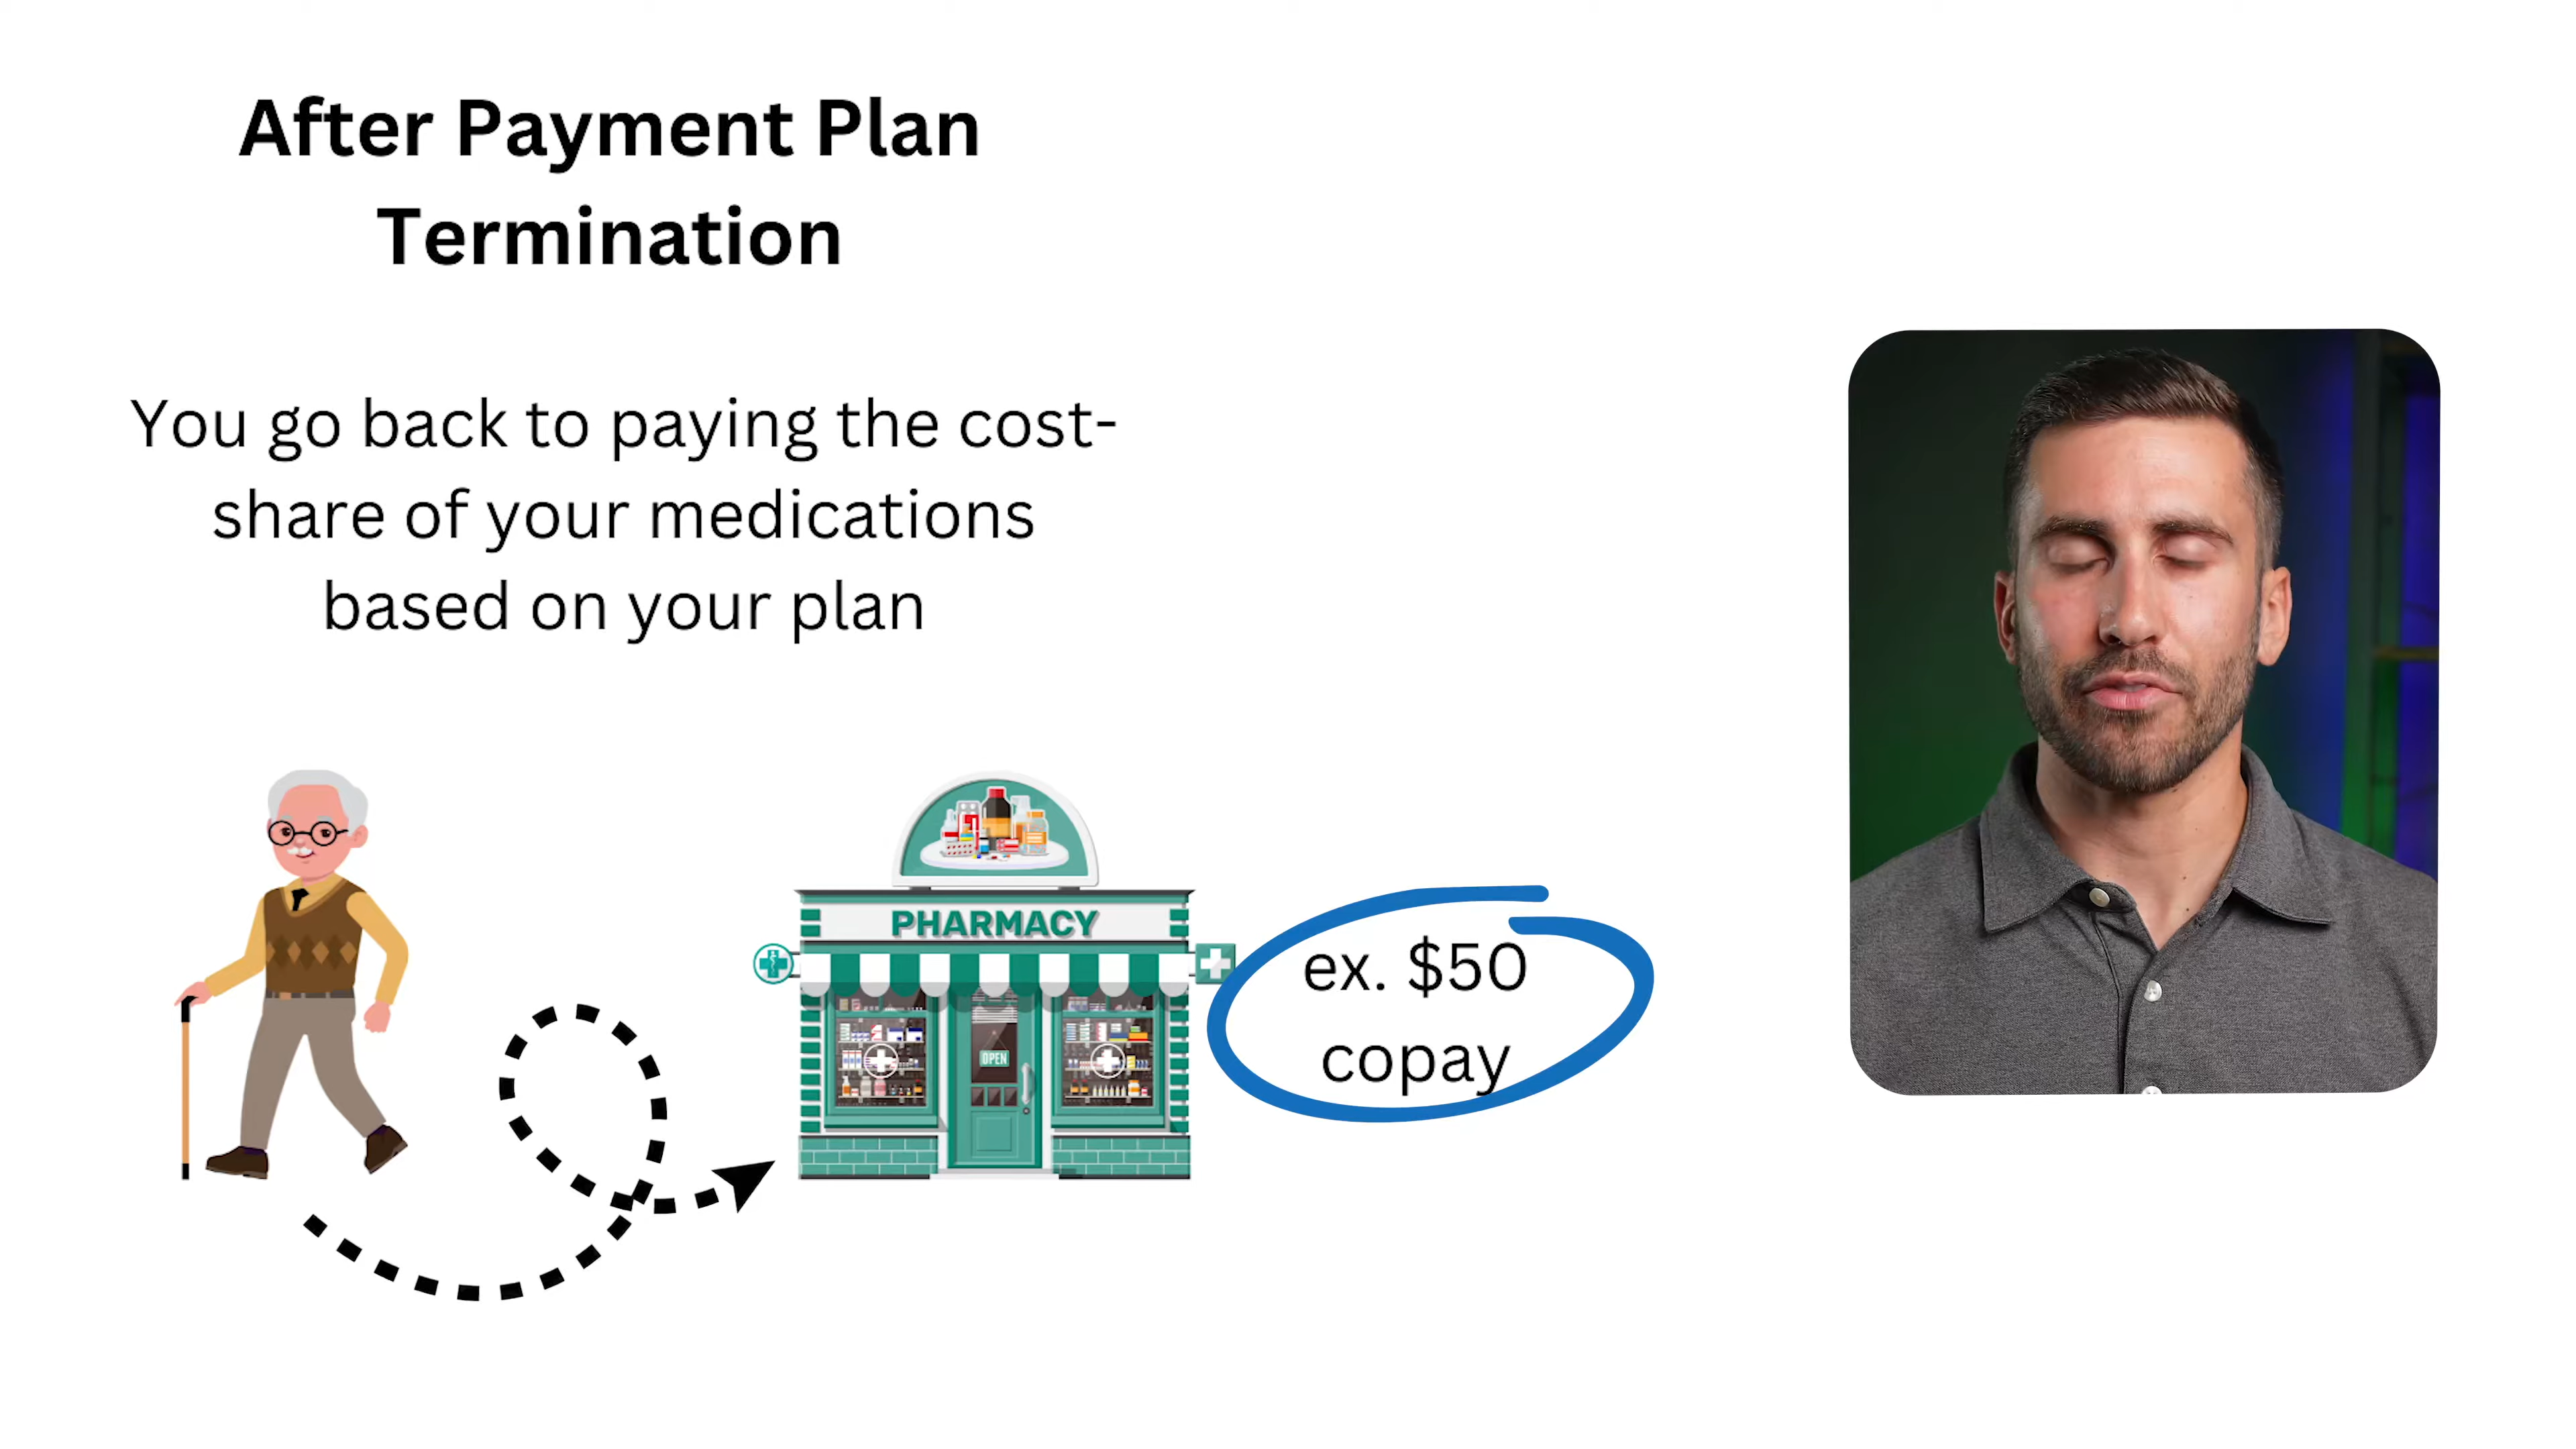 After Payment Plan
Termination
You go back to paying the cost-
share of your medications
based on your plan
PHARMACY
OPEN
ex. $50
copay